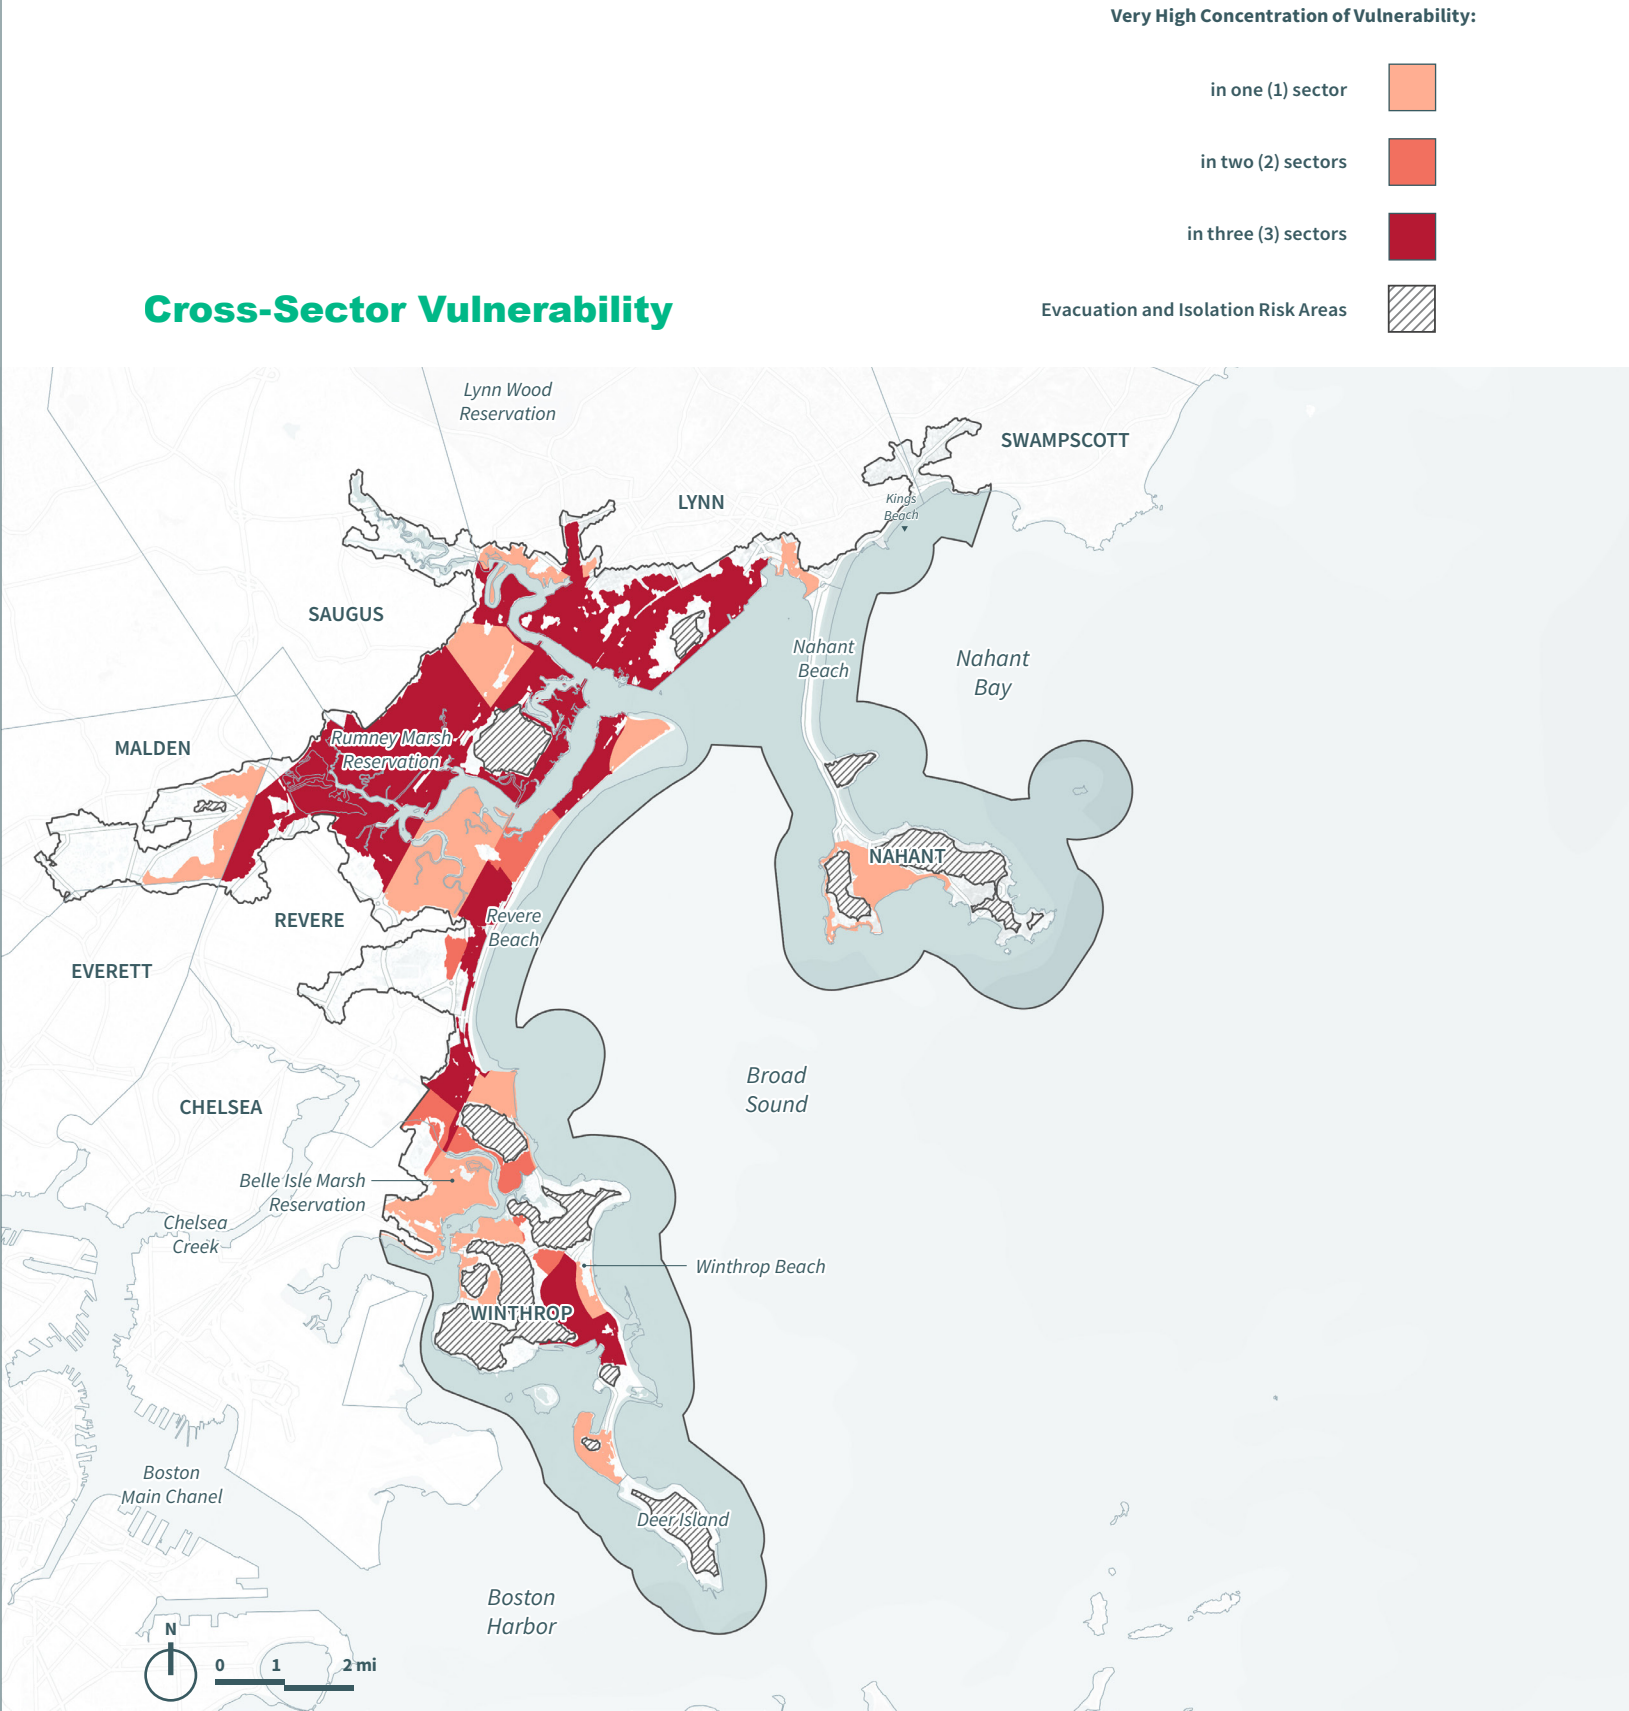 Very High Concentration of Vulnerability:
in one (1) sector
in two (2) sectors
in three (3) sectors
Evacuation and Isolation Risk Areas
Cross-Sector Vulnerability
Lynn Wood
Reservation
SWAMPSCOTT
LYNN
Kings
Beach
SAUGUS
Nahant
Beach
Nahant
Bay
MALDEN
Rumney Marsh
Reservation
NAHANT
REVERE
Revere
Beach
EVERETT
Broad
Sound
CHELSEA
Belle Isle Marsh
Reservation
Chelsea
Creek
Winthrop Beach
WINTHROP
Boston
Main Chanel
Deer Island
Boston
Harbor
N
0 1 2 mi